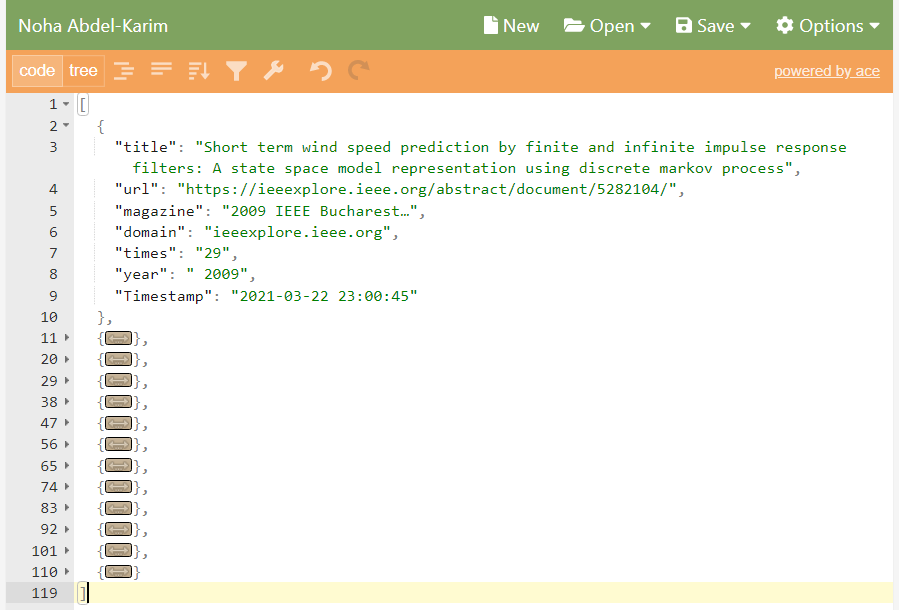 Noha Abdel-Karim New Open Save Options
code tree powered by ace
1 [
2 {
3 "title": "Short term wind speed prediction by finite and infinite impulse response
filters: A state space model representation using discrete markov process",
4 "url": "https://ieeexplore.ieee.org/abstract/document/5282104/",
5 "magazine": "2009 IEEE Bucharest…",
6 "domain": "ieeexplore.ieee.org",
7 "times": "29",
8 "year": " 2009",
9 "Timestamp": "2021-03-22 23:00:45"
10 },
11 {},
20 {},
29 {},
38 {},
47 {},
56 {},
65 {},
74 {},
83 {},
92 {},
101 {},
110 {}
119 ]